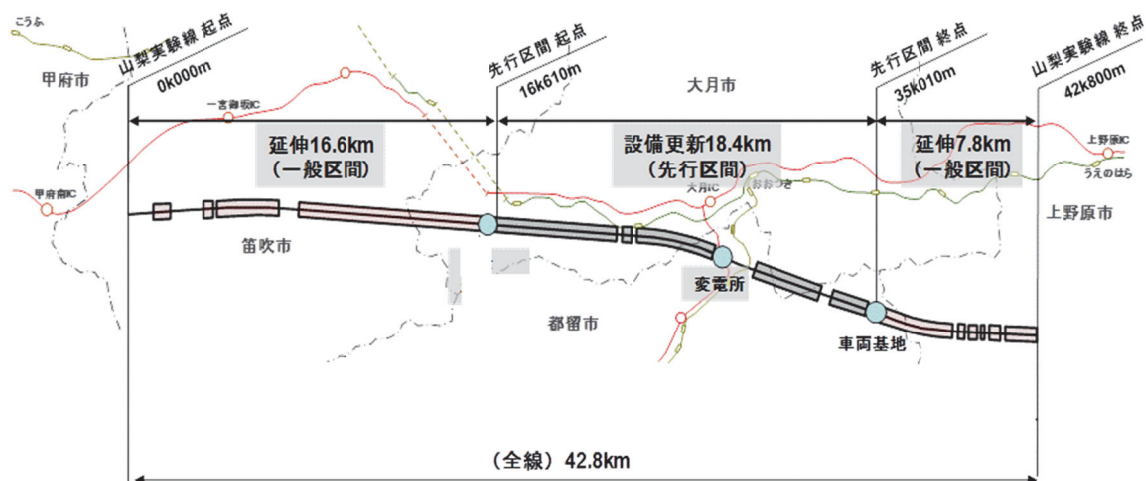 こうふ
甲府市
山梨実験線 起点
0k000m
先行区間 起点
16k610m
大月市
先行区間 終点
35k010m
山梨実験線 終点
42k800m
一宮御坂IC
延伸16.6km
(一般区間)
設備更新18.4km
(先行区間)
延伸7.8km
(一般区間)
上野原IC
うえのはら
甲府南IC
大月IC
おおつき
上野原市
笛吹市
変電所
都留市
車両基地
(全線) 42.8km